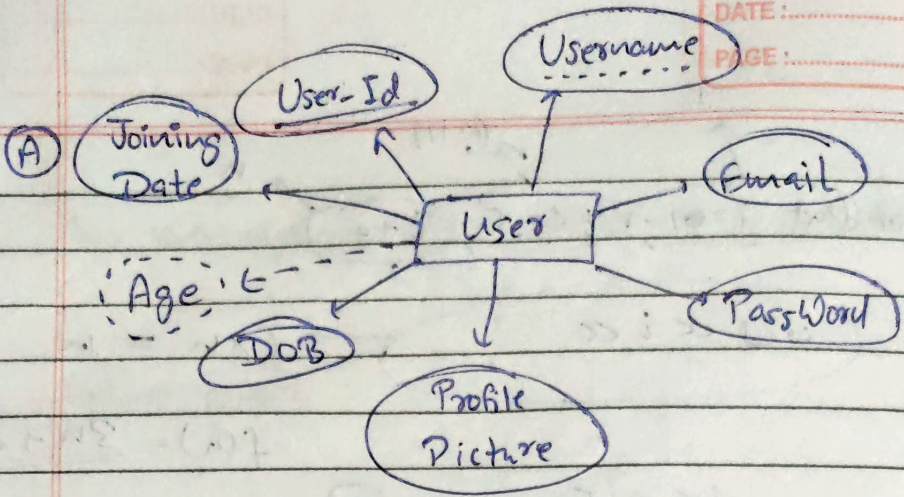 DATE:
PAGE:
Username
User-Id
A
Joining
Date
Email
User
Age
PassWord
DOB
Profile
Picture